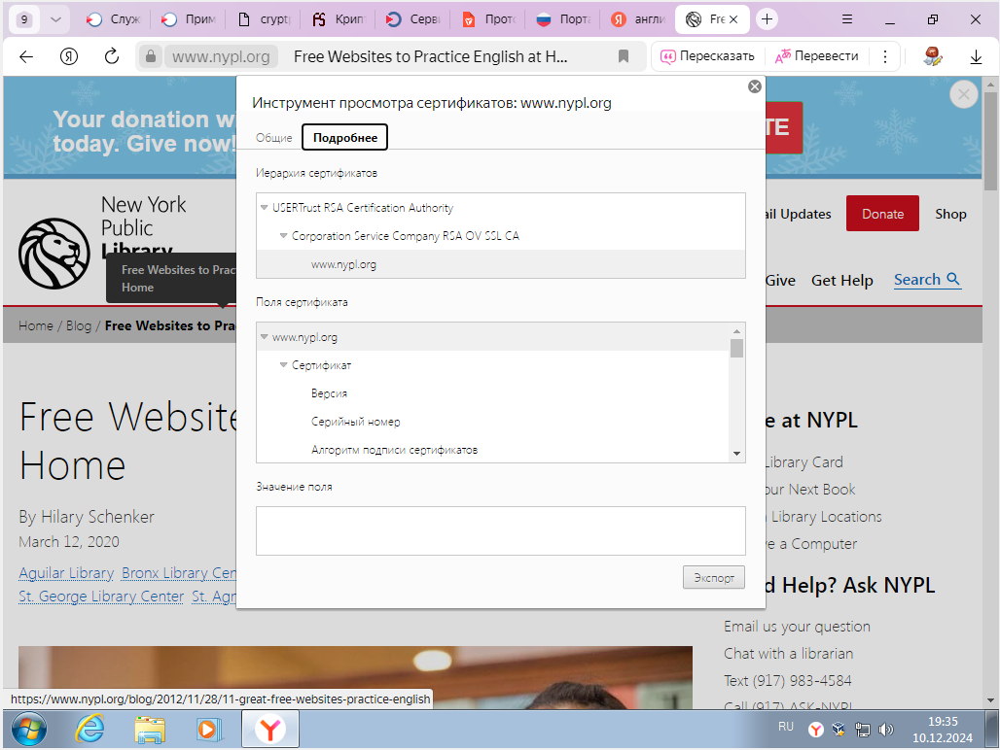 9
Служ
Прим
crypt
Крип
Серви
Прот
Порта
англи
Fre
www.nypl.org
Free Websites to Practice English at H...
Пересказать
Перевести
Your donation w
today. Give now!
TE
Инструмент просмотра сертификатов: www.nypl.org
Общие
Подробнее
Иерархия сертификатов
USERTrust RSA Certification Authority
Corporation Service Company RSA OV SSL CA
www.nypl.org
Поля сертификата
www.nypl.org
Сертификат
Версия
Серийный номер
Алгоритм подписи сертификатов
Значение поля
Экспорт
New York
Public
Library
ail Updates
Donate
Shop
Free Websites to Prac
Home
Give
Get Help
Search
Home / Blog / Free Websites to Pra
Free Website
Home
By Hilary Schenker
March 12, 2020
Aguilar Library Bronx Library Cen
St. George Library Center St. Agn
e at NYPL
Library Card
our Next Book
Library Locations
ve a Computer
d Help? Ask NYPL
Email us your question
Chat with a librarian
Text (917) 983-4584
Call (917) ASK-NYPL
https://www.nypl.org/blog/2012/11/28/11-great-free-websites-practice-english
RU
19:35
10.12.2024